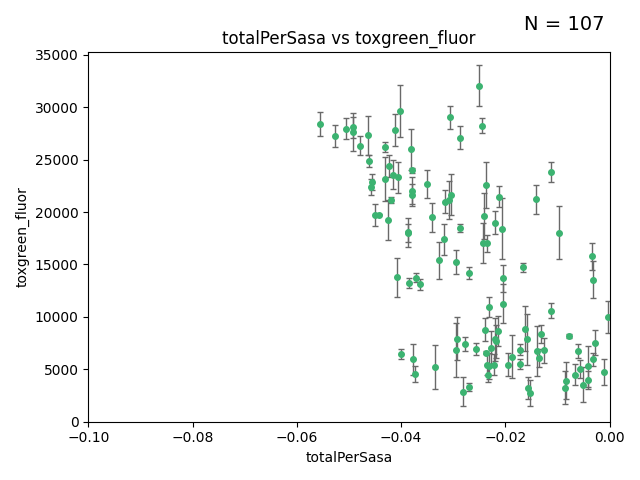 N = 107
totalPerSasa vs toxgreen_fluor
35000
30000
25000
20000
15000
10000
5000
0
toxgreen_fluor
−0.10 −0.08 −0.06 −0.04 −0.02 0.00
totalPerSasa